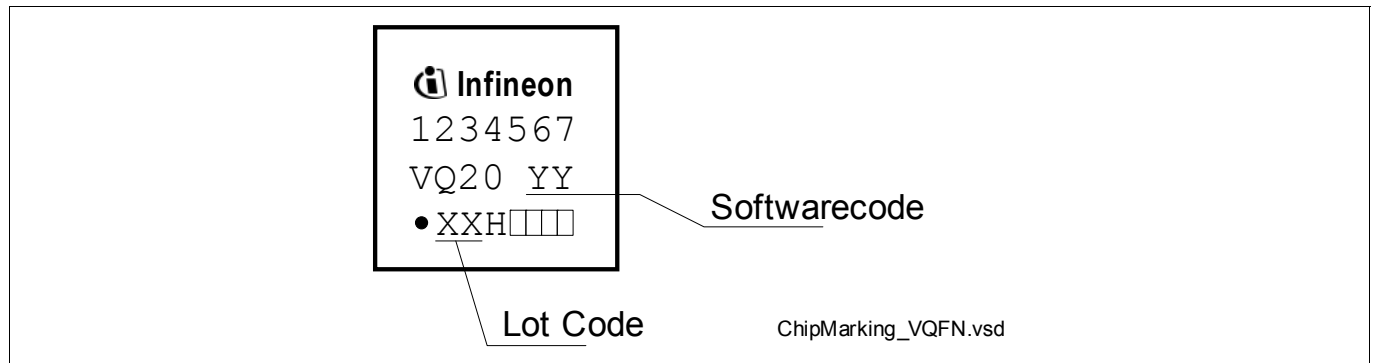 Infineon
1234567
VQ20 YY
•XXH□□□□
Softwarecode
Lot Code
ChipMarking_VQFN.vsd